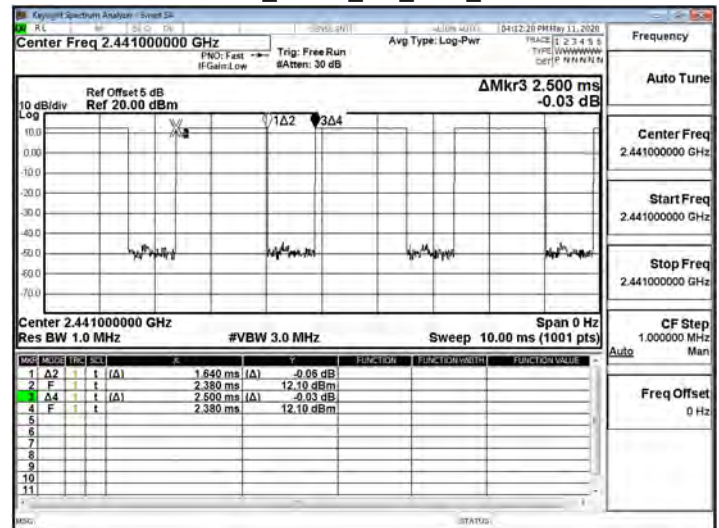 Keysight Spectrum Analyzer - Swept SA
RL
04:12:20 PM May 11, 2020
Center Freq 2.441000000 GHz
Avg Type: Log-Pwr
TRACE 1 2 3 4 5 6
PNO: Fast
Trig: Free Run
TYPE WWWWWW
IFGain:Low
#Atten: 30 dB
DET P NNNNN
ΔMkr3 2.500 ms
-0.03 dB
Ref Offset 5 dB
10 dB/div Ref 20.00 dBm
Log
1Δ2 3Δ4
10.0
0.00
-10.0
-20.0
-30.0
-40.0
-50.0
-60.0
-70.0
Center 2.441000000 GHz Span 0 Hz
Res BW 1.0 MHz #VBW 3.0 MHz Sweep 10.00 ms (1001 pts)
MKR MODE TRC SCL X Y FUNCTION FUNCTION WIDTH FUNCTION VALUE
1 Δ2 1 t (Δ) 1.640 ms (Δ) -0.06 dB
2 F 1 t 2.380 ms 12.10 dBm
3 Δ4 1 t (Δ) 2.500 ms (Δ) -0.03 dB
4 F 1 t 2.380 ms 12.10 dBm
5
6
7
8
9
10
11
MSG STATUS
Frequency
Auto Tune
Center Freq
2.441000000 GHz
Start Freq
2.441000000 GHz
Stop Freq
2.441000000 GHz
CF Step
1.000000 MHz
Auto Man
Freq Offset
0 Hz